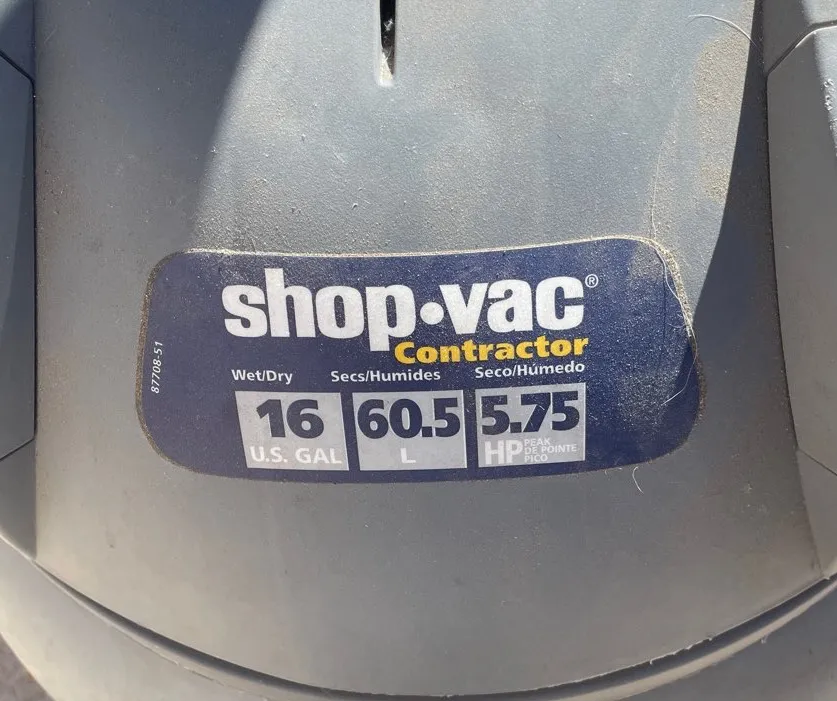 shop•vac®
Contractor
Wet/Dry Secs/Humides Seco/Húmedo
16 60.5 5.75
U.S. GAL L HP PEAK
DE POINTE
PICO
87708-51